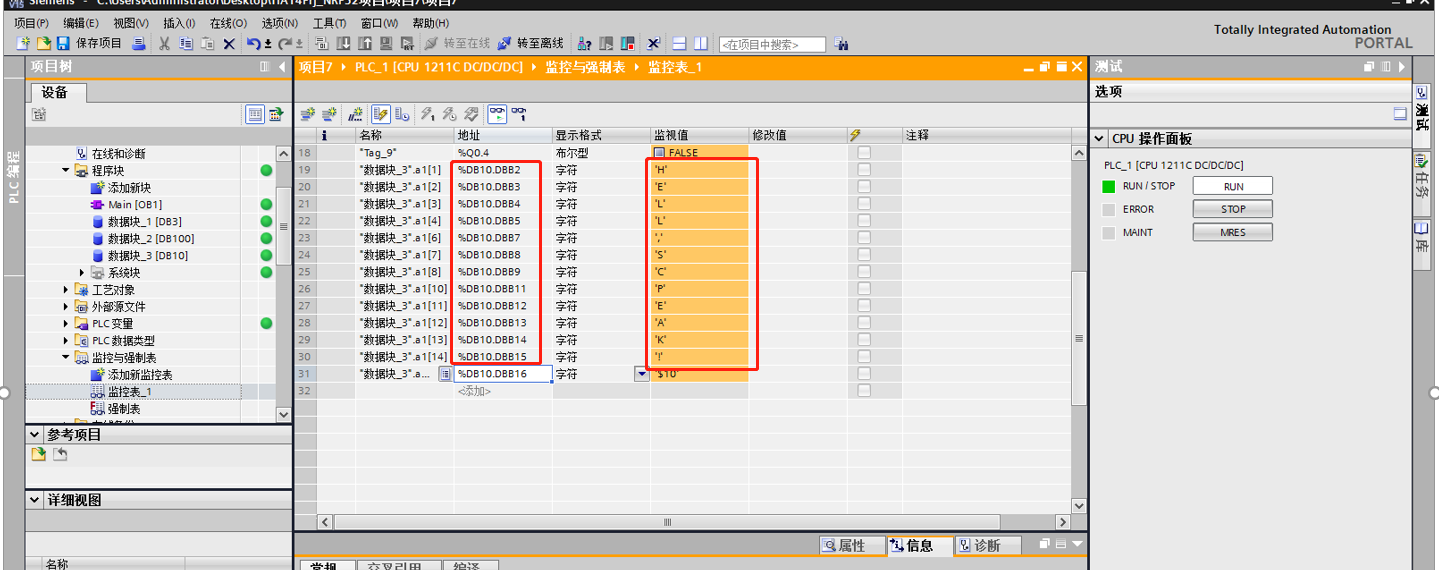 Siemens - C:\Users\Administrator\Desktop\
项目(P) 编辑(E) 视图(V) 插入(I) 在线(O) 选项(N) 工具(T) 窗口(W) 帮助(H)
保存项目 转至在线 转至离线 <在项目中搜索>
Totally Integrated Automation
PORTAL
项目树
项目7 PLC_1 [CPU 1211C DC/DC/DC] 监控与强制表 监控表_1
测试
设备
选项
PLC 编程
在线和诊断
程序块
添加新块
Main [OB1]
数据块_1 [DB3]
数据块_2 [DB100]
数据块_3 [DB10]
系统块
工艺对象
外部源文件
PLC 变量
PLC 数据类型
监控与强制表
添加新监控表
监控表_1
强制表
参考项目
详细视图
名称
i 名称 地址 显示格式 监视值 修改值 注释
18 "Tag_9" %Q0.4 布尔型 FALSE
19 "数据块_3".a1[1] %DB10.DBB2 字符 'H'
20 "数据块_3".a1[2] %DB10.DBB3 字符 'E'
21 "数据块_3".a1[3] %DB10.DBB4 字符 'L'
22 "数据块_3".a1[4] %DB10.DBB5 字符 'L'
23 "数据块_3".a1[6] %DB10.DBB7 字符 ','
24 "数据块_3".a1[7] %DB10.DBB8 字符 'S'
25 "数据块_3".a1[8] %DB10.DBB9 字符 'C'
26 "数据块_3".a1[10] %DB10.DBB11 字符 'P'
27 "数据块_3".a1[11] %DB10.DBB12 字符 'E'
28 "数据块_3".a1[12] %DB10.DBB13 字符 'A'
29 "数据块_3".a1[13] %DB10.DBB14 字符 'K'
30 "数据块_3".a1[14] %DB10.DBB15 字符 '!'
31 "数据块_3".a... %DB10.DBB16 字符 '$10'
32 <添加>
属性 信息 诊断
常规 交叉引用 编译
CPU 操作面板
PLC_1 [CPU 1211C DC/DC/DC]
RUN / STOP RUN
ERROR STOP
MAINT MRES
测试
任务
库